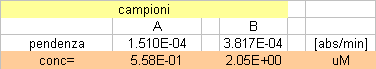 campioni
A B
pendenza 1.510E-04 3.817E-04 [abs/min]
conc= 5.58E-01 2.05E+00 uM